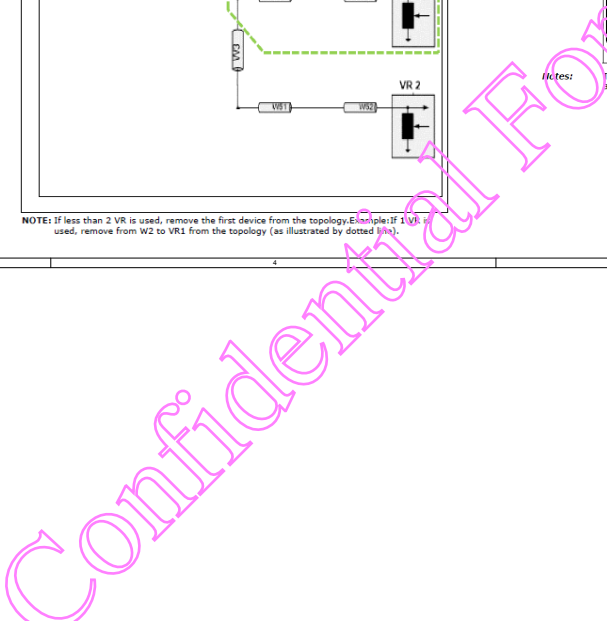 W3
VR 2
WS1
WS2
Notes:
NOTE: If less than 2 VR is used, remove the first device from the topology.Example:If 1 VR is
used, remove from W2 to VR1 from the topology (as illustrated by dotted line).
4
Confidential For